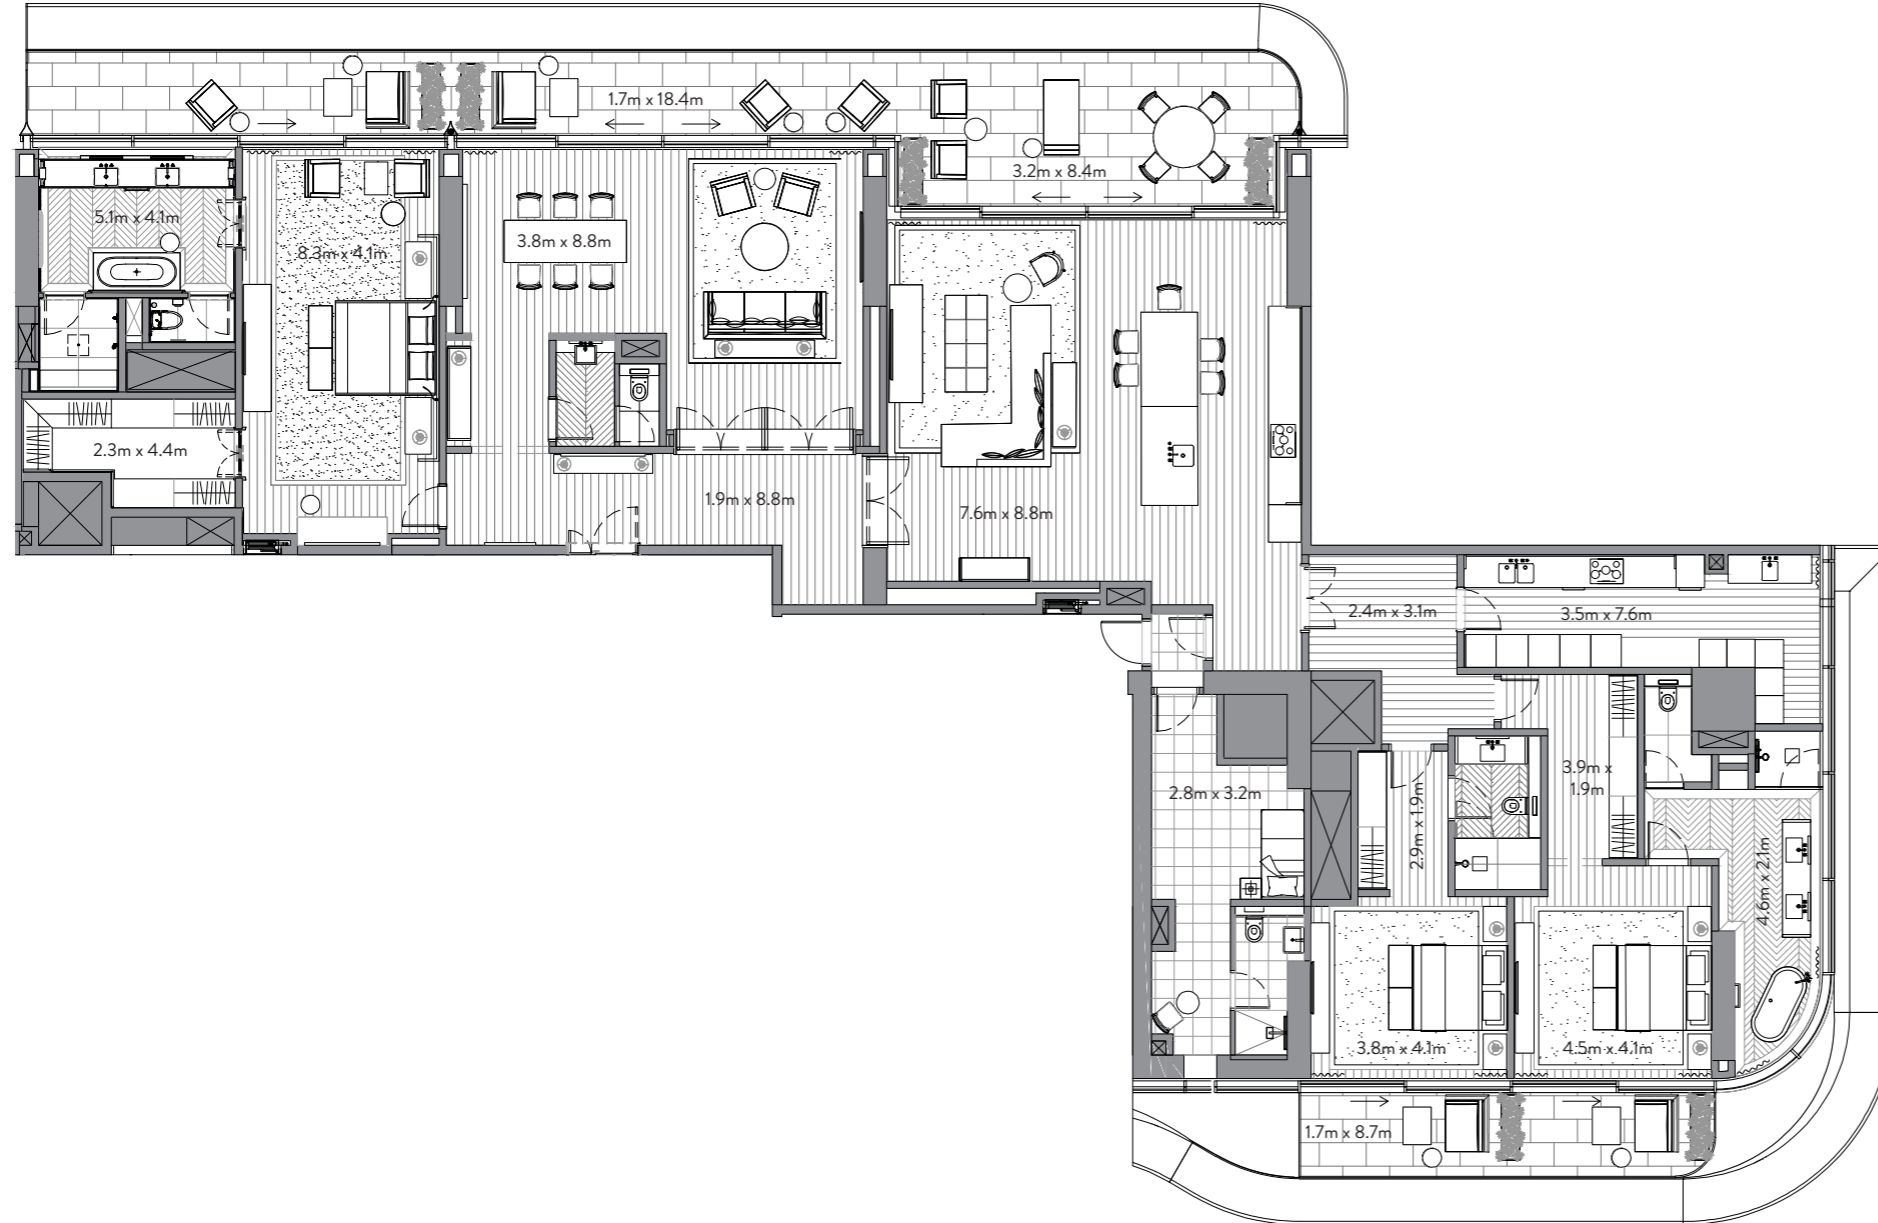 1.7m x 18.4m
3.2m x 8.4m
5.1m x 4.1m
8.3m x 4.1m
3.8m x 8.8m
2.3m x 4.4m
1.9m x 8.8m
7.6m x 8.8m
2.4m x 3.1m
3.5m x 7.6m
2.8m x 3.2m
2.9m x 1.9m
3.9m x
1.9m
4.6m x 2.1m
3.8m x 4.1m
4.5m x 4.1m
1.7m x 8.7m